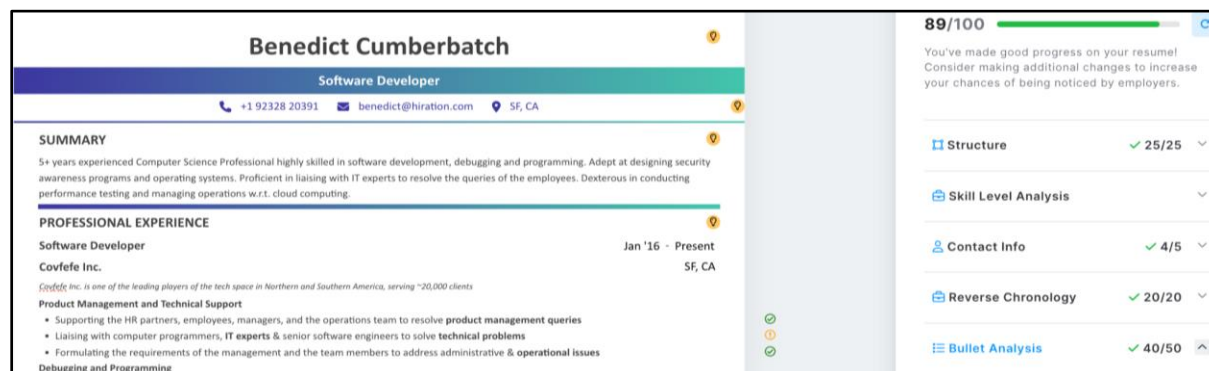 Benedict Cumberbatch
Software Developer
+1 92328 20391 benedict@hiration.com SF, CA
SUMMARY
5+ years experienced Computer Science Professional highly skilled in software development, debugging and programming. Adept at designing security
awareness programs and operating systems. Proficient in liaising with IT experts to resolve the queries of the employees. Dexterous in conducting
performance testing and managing operations w.r.t. cloud computing.
PROFESSIONAL EXPERIENCE
Software Developer Jan '16 - Present
Covfefe Inc. SF, CA
Covfefe Inc. is one of the leading players of the tech space in Northern and Southern America, serving ~20,000 clients
Product Management and Technical Support
• Supporting the HR partners, employees, managers, and the operations team to resolve product management queries
• Liaising with computer programmers, IT experts & senior software engineers to solve technical problems
• Formulating the requirements of the management and the team members to address administrative & operational issues
Debugging and Programming
89/100
You've made good progress on your resume!
Consider making additional changes to increase
your chances of being noticed by employers.
Structure 25/25
Skill Level Analysis
Contact Info 4/5
Reverse Chronology 20/20
Bullet Analysis 40/50